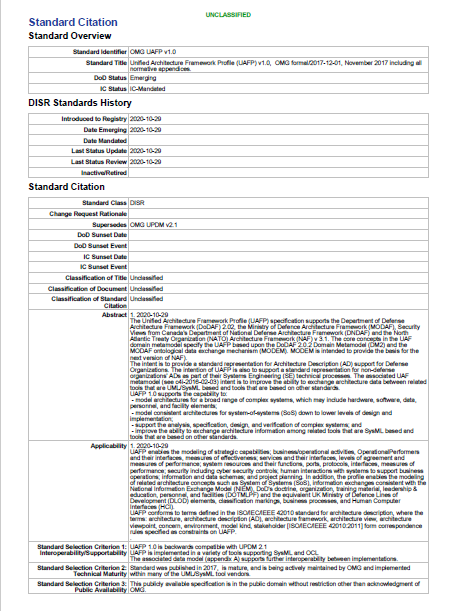 UNCLASSIFIED
Standard Citation
Standard Overview
Standard Identifier OMG UAFP v1.0
Standard Title Unified Architecture Framework Profile (UAFP) v1.0, OMG formal/2017-12-01, November 2017 including all
normative appendices.
DoD Status Emerging
IC Status IC-Mandated
DISR Standards History
Introduced to Registry 2020-10-29
Date Emerging 2020-10-29
Date Mandated
Last Status Update 2020-10-29
Last Status Review 2020-10-29
Inactive/Retired
Standard Citation
Standard Class DISR
Change Request Rationale
Supersedes OMG UPDM v2.1
DoD Sunset Date
DoD Sunset Event
IC Sunset Date
IC Sunset Event
Classification of Title Unclassified
Classification of Document Unclassified
Classification of Standard Unclassified
Citation
Abstract 1. 2020-10-29
The Unified Architecture Framework Profile (UAFP) specification supports the Department of Defense
Architecture Framework (DoDAF) 2.02, the Ministry of Defence Architecture Framework (MODAF), Security
Views from Canada's Department of National Defense Architecture Framework (DNDAF) and the North
Atlantic Treaty Organization (NATO) Architecture Framework (NAF) v 3.1. The core concepts in the UAF
domain metamodel specify the UAFP based upon the DoDAF 2.0.2 Domain Metamodel (DM2) and the
MODAF ontological data exchange mechanism (MODEM). MODEM is intended to provide the basis for the
next version of NAF).
The intent is to provide a standard representation for Architecture Description (AD) support for Defense
Organizations. The intention of UAFP is also to support a standard representation for non-defense
organizations' ADs as part of their Systems Engineering (SE) technical processes. The associated UAF
metamodel (see c4i-2016-02-03) intent is to improve the ability to exchange architecture data between related
tools that are UML/SysML based and tools that are based on other standards.
UAFP 1.0 supports the capability to:
- model architectures for a broad range of complex systems, which may include hardware, software, data,
personnel, and facility elements;
- model consistent architectures for system-of-systems (SoS) down to lower levels of design and
implementation;
- support the analysis, specification, design, and verification of complex systems; and
- improve the ability to exchange architecture information among related tools that are SysML based and
tools that are based on other standards.
Applicability 1. 2020-10-29
UAFP enables the modeling of strategic capabilities; business/operational activities, OperationalPerformers
and their interfaces, measures of effectiveness; services and their interfaces, levels of agreement and
measures of performance; system resources and their functions, ports, protocols, interfaces, measures of
performance; security including cyber security controls; human interactions with systems to support business
operations; information and data schemas; and project planning. In addition, the profile enables the modeling
of related architecture concepts such as System of Systems (SoS), information exchanges consistent with the
National Information Exchange Model (NIEM), DoD's doctrine, organization, training material, leadership &
education, personnel, and facilities (DOTMLPF) and the equivalent UK Ministry of Defence Lines of
Development (DLOD) elements, classification markings, business processes, and Human Computer
Interfaces (HCI).
UAFP conforms to terms defined in the ISO/IEC/IEEE 42010 standard for architecture description, where the
terms: architecture, architecture description (AD), architecture framework, architecture view, architecture
viewpoint, concern, environment, model kind, stakeholder [ISO/IEC/IEEE 42010:2011] form correspondence
rules specified as constraints on UAFP.
Standard Selection Criterion 1: UAFP 1.0 is backwards compatible with UPDM 2.1
Interoperability/Supportability UAFP is implemented in a variety of tools supporting SysML and OCL.
The associated data model (appendix A) supports further interoperability between implementations.
Standard Selection Criterion 2: Standard was published in 2017, is mature, and is being actively maintained by OMG and implemented
Technical Maturity within many of the UML/SysML tool vendors.
Standard Selection Criterion 3: This publicly available specification is in the public domain without restriction other than acknowledgment of
Public Availability OMG.